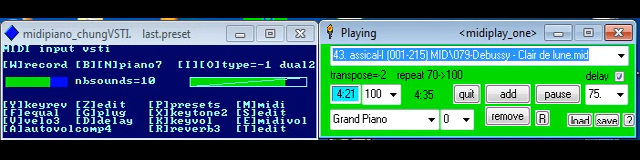 midipiano_chungVSTI. last.preset
MIDI input vsti
[W]record [B][N]piano7 [I][O]type=-1 dual2
nbsounds=10
[Y]keyrev [Z]edit [P]presets [M]midi
[F]equal [G]plug [X]keytone2 [S]edit
[V]velo3 [D]delay [K]keyvol [E]midivol
[A]autovolcomp4 [R]reverb3 [T]edit
Playing <midiplay_one>
43. assical-I (001-215) MIDI\079-Debussy - Clair de lune.mid
transpose=-2 repeat 70->100 delay
4:21 100 4:35 quit add pause 75.
Grand Piano 0 remove R load save ?